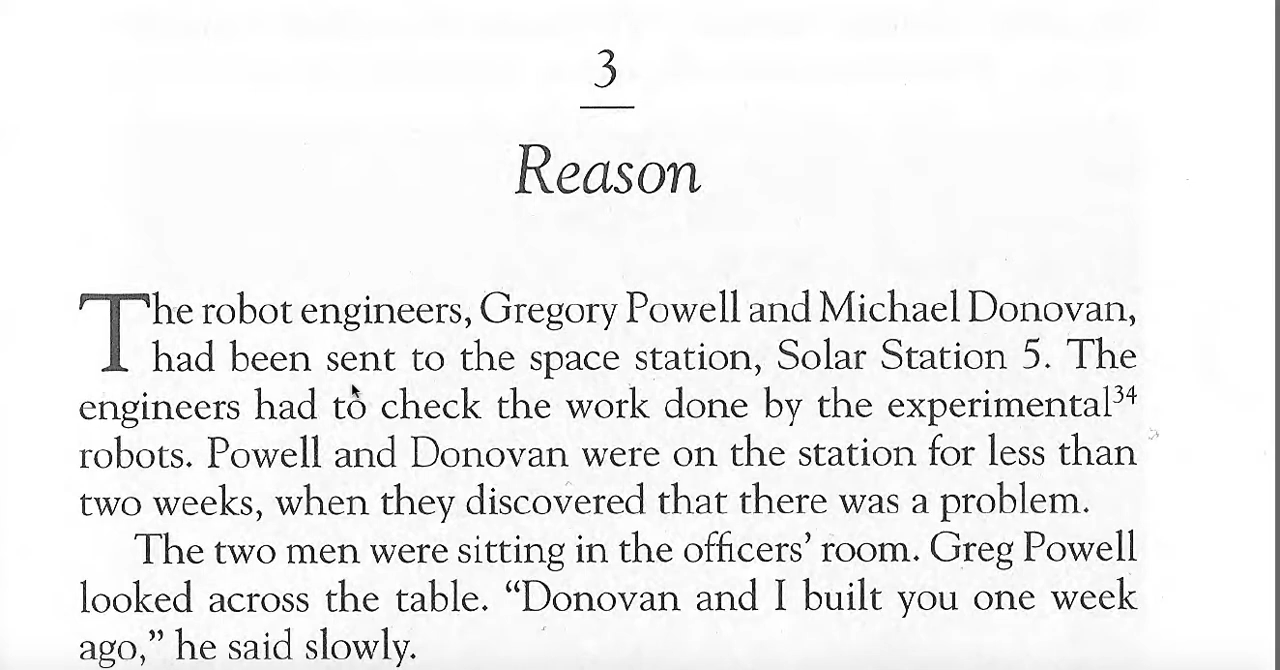 3
Reason
The robot engineers, Gregory Powell and Michael Donovan,
had been sent to the space station, Solar Station 5. The
engineers had to check the work done by the experimental³⁴
robots. Powell and Donovan were on the station for less than
two weeks, when they discovered that there was a problem.
The two men were sitting in the officers’ room. Greg Powell
looked across the table. “Donovan and I built you one week
ago,” he said slowly.